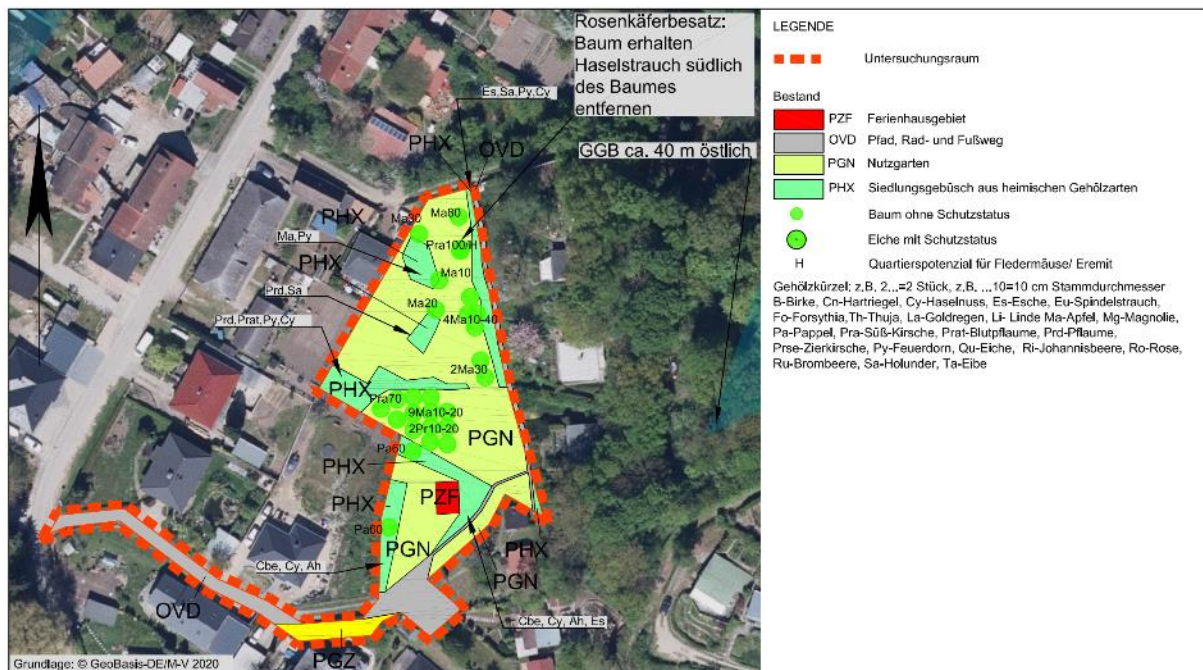 Rosenkäferbesatz:
Baum erhalten
Haselstrauch südlich
des Baumes
entfernen
Es,Sa,Py,Cy
PHX
OVD
GGB ca. 40 m östlich
PHX
Ma30
Ma80
Ma,Py
Pra100/H
PHX
Ma10
Prd,Sa
Ma20
4Ma10-40
Prd,Prat,Py,Cy
2Ma30
PHX
Pra70
9Ma10-20
2Pr10-20
PGN
Pa60
PHX
PZF
PHX
Pa60
PGN
PHX
Cbe, Cy, Ah
PGN
OVD
Cbe, Cy, Ah, Es
PGZ
Grundlage: © GeoBasis-DE/M-V 2020
LEGENDE
Untersuchungsraum
Bestand
PZF Ferienhausgebiet
OVD Pfad, Rad- und Fußweg
PGN Nutzgarten
PHX Siedlungsgebüsch aus heimischen Gehölzarten
Baum ohne Schutzstatus
Eiche mit Schutzstatus
H Quartierspotenzial für Fledermäuse/ Eremit
Gehölzkürzel; z,B, 2...=2 Stück, z,B, ...10=10 cm Stammdurchmesser
B-Birke, Cn-Hartriegel, Cy-Haselnuss, Es-Esche, Eu-Spindelstrauch,
Fo-Forsythia,Th-Thuja, La-Goldregen, Li- Linde Ma-Apfel, Mg-Magnolie,
Pa-Pappel, Pra-Süß-Kirsche, Prat-Blutpflaume, Prd-Pflaume,
Prse-Zierkirsche, Py-Feuerdorn, Qu-Eiche, Ri-Johannisbeere, Ro-Rose,
Ru-Brombeere, Sa-Holunder, Ta-Eibe